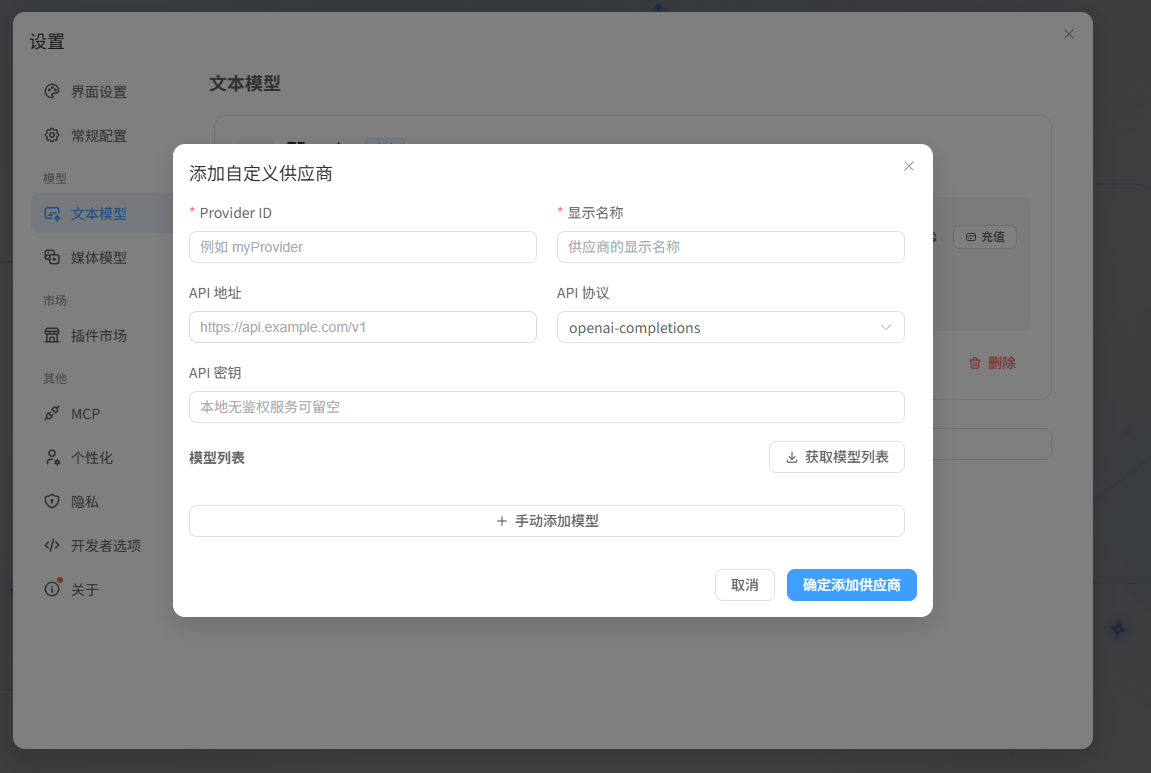 设置
界面设置
常规配置
模型
文本模型
媒体模型
市场
插件市场
其他
MCP
个性化
隐私
开发者选项
关于
文本模型
充值
删除
添加自定义供应商
* Provider ID
* 显示名称
例如 myProvider
供应商的显示名称
API 地址
API 协议
https://api.example.com/v1
openai-completions
API 密钥
本地无鉴权服务可留空
模型列表
获取模型列表
+ 手动添加模型
取消
确定添加供应商